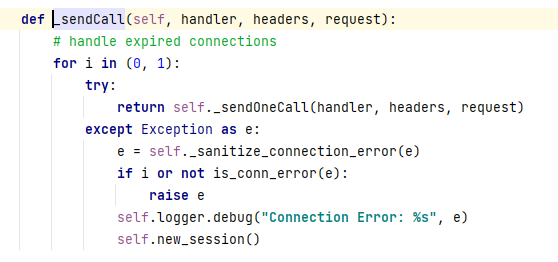 def _sendCall(self, handler, headers, request):
    # handle expired connections
    for i in (0, 1):
        try:
            return self._sendOneCall(handler, headers, request)
        except Exception as e:
            e = self._sanitize_connection_error(e)
            if i or not is_conn_error(e):
                raise e
            self.logger.debug("Connection Error: %s", e)
            self.new_session()